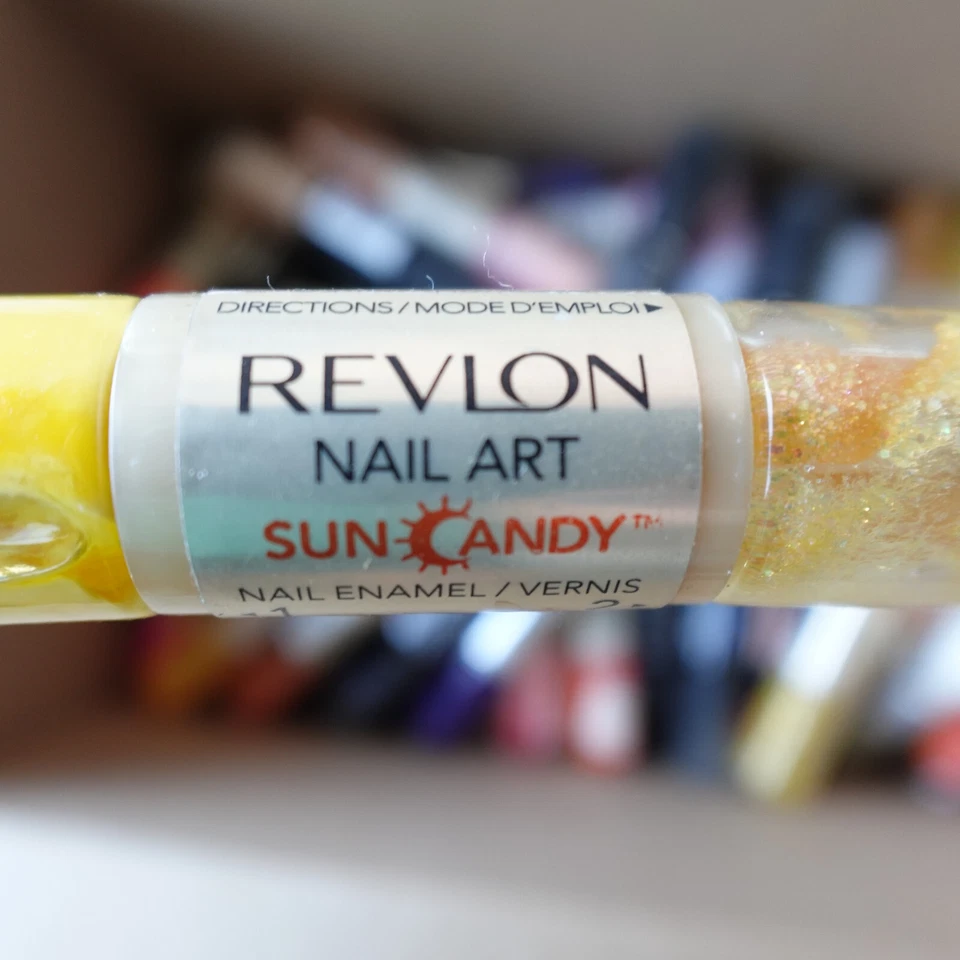 DIRECTIONS / MODE D'EMPLOI ▶
REVLON
NAIL ART
SUN CANDY™
NAIL ENAMEL / VERNIS